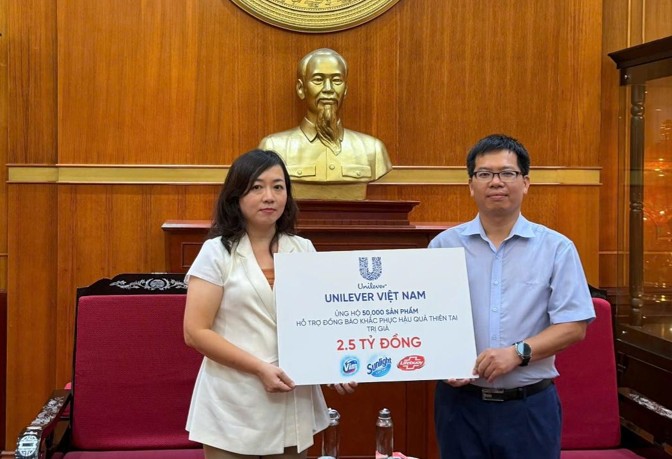 Unilever
UNILEVER VIỆT NAM
ỦNG HỘ 50,000 SẢN PHẨM
HỖ TRỢ ĐỒNG BÀO KHẮC PHỤC HẬU QUẢ THIÊN TAI
TRỊ GIÁ
2.5 TỶ ĐỒNG
Vim Sunlight Lifebuoy